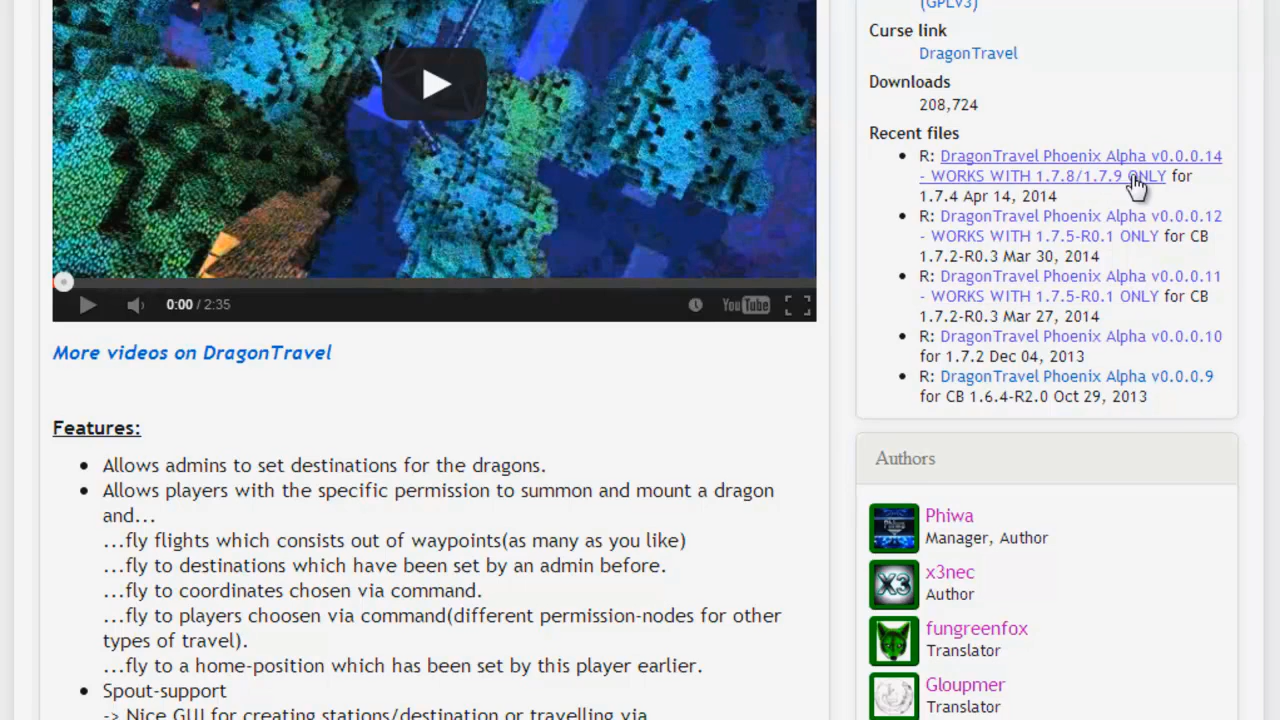 0:00 / 2:35
YouTube
More videos on DragonTravel
Features:
Allows admins to set destinations for the dragons.
Allows players with the specific permission to summon and mount a dragon
and...
...fly flights which consists out of waypoints(as many as you like)
...fly to destinations which have been set by an admin before.
...fly to coordinates chosen via command.
...fly to players choosen via command(different permission-nodes for other
types of travel).
...fly to a home-position which has been set by this player earlier.
Spout-support
-> Nice GUI for creating stations/destination or travelling via
(GPLv3)
Curse link
DragonTravel
Downloads
208,724
Recent files
R: DragonTravel Phoenix Alpha v0.0.0.14
- WORKS WITH 1.7.8/1.7.9 ONLY for
1.7.4 Apr 14, 2014
R: DragonTravel Phoenix Alpha v0.0.0.12
- WORKS WITH 1.7.5-R0.1 ONLY for CB
1.7.2-R0.3 Mar 30, 2014
R: DragonTravel Phoenix Alpha v0.0.0.11
- WORKS WITH 1.7.5-R0.1 ONLY for CB
1.7.2-R0.3 Mar 27, 2014
R: DragonTravel Phoenix Alpha v0.0.0.10
for 1.7.2 Dec 04, 2013
R: DragonTravel Phoenix Alpha v0.0.0.9
for CB 1.6.4-R2.0 Oct 29, 2013
Authors
Phiwa
Manager, Author
X3
x3nec
Author
fungreenfox
Translator
Gloupmer
Translator